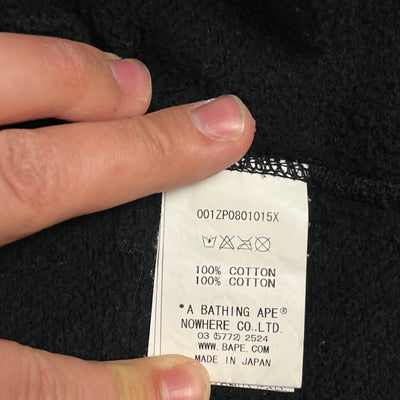 001ZP0801015X
100% COTTON
100% COTTON
"A BATHING APE®
NOWHERE CO.,LTD.
03 (5772) 2524
WWW. BAPE. COM
MADE IN JAPAN